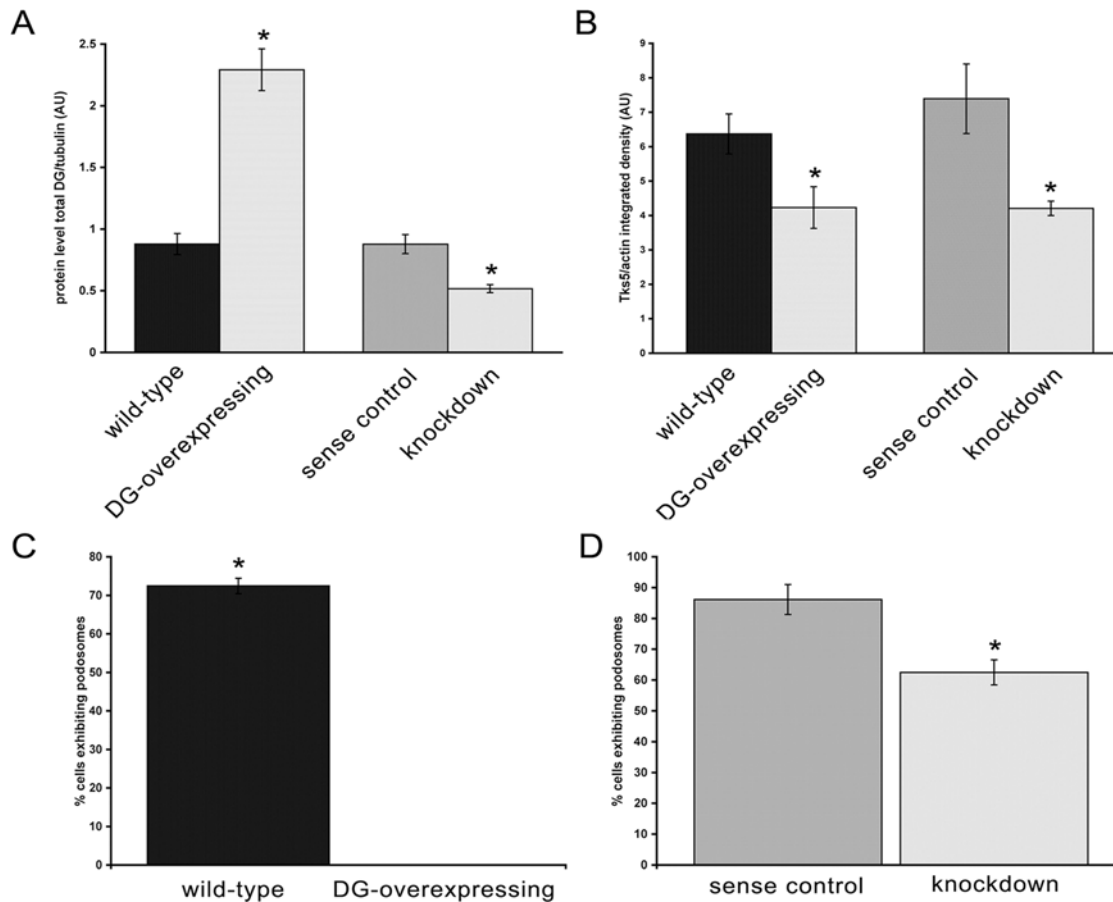 A
protein level total DG/tubulin (AU)
2.5
2
1.5
1
0.5
0
*
*
wild-type
DG-overexpressing
sense control
knockdown
B
Tks5/actin integrated density (AU)
9
8
7
6
5
4
3
2
1
0
*
*
wild-type
DG-overexpressing
sense control
knockdown
C
% cells exhibiting podosomes
80
70
60
50
40
30
20
10
0
*
wild-type
DG-overexpressing
D
% cells exhibiting podosomes
100
90
80
70
60
50
40
30
20
10
0
*
sense control
knockdown